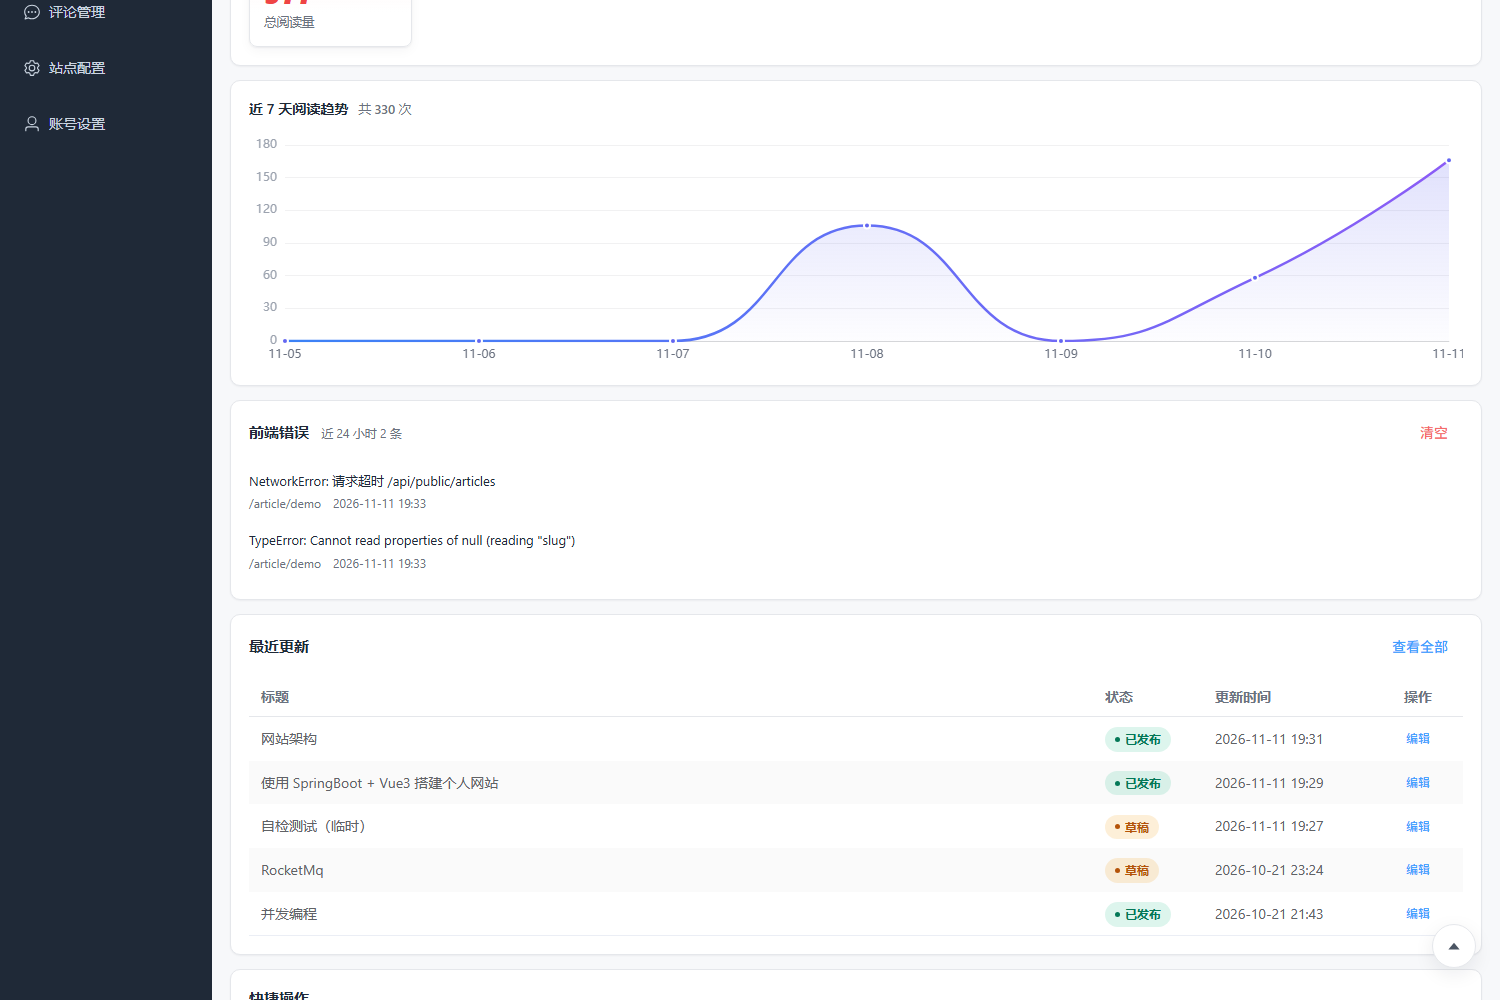 评论管理
站点配置
账号设置
总阅读量
近 7 天阅读趋势 共 330 次
180
150
120
90
60
30
0
11-05 11-06 11-07 11-08 11-09 11-10 11-11
前端错误 近 24 小时 2 条 清空
NetworkError: 请求超时 /api/public/articles
/article/demo 2026-11-11 19:33
TypeError: Cannot read properties of null (reading "slug")
/article/demo 2026-11-11 19:33
最近更新 查看全部
标题 状态 更新时间 操作
网站架构 已发布 2026-11-11 19:31 编辑
使用 SpringBoot + Vue3 搭建个人网站 已发布 2026-11-11 19:29 编辑
自检测试（临时） 草稿 2026-11-11 19:27 编辑
RocketMq 草稿 2026-10-21 23:24 编辑
并发编程 已发布 2026-10-21 21:43 编辑
快捷操作